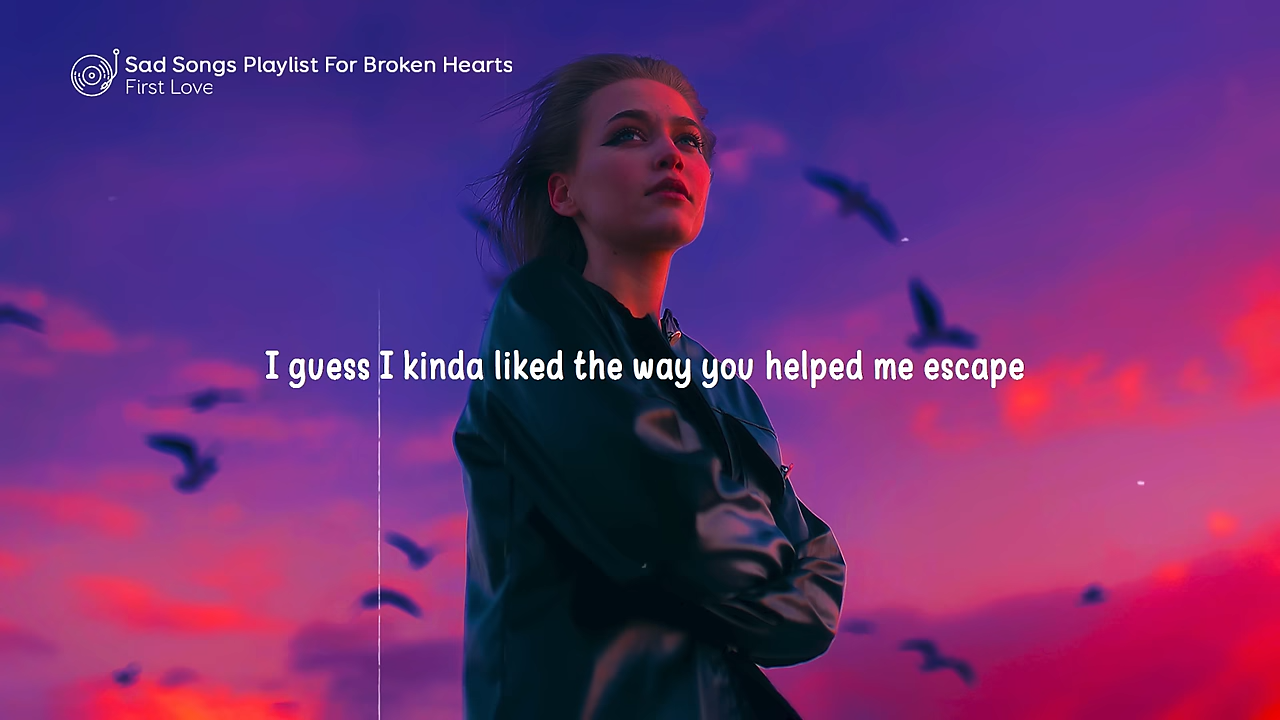 Sad Songs Playlist For Broken Hearts
First Love
I guess I kinda liked the way you helped me escape